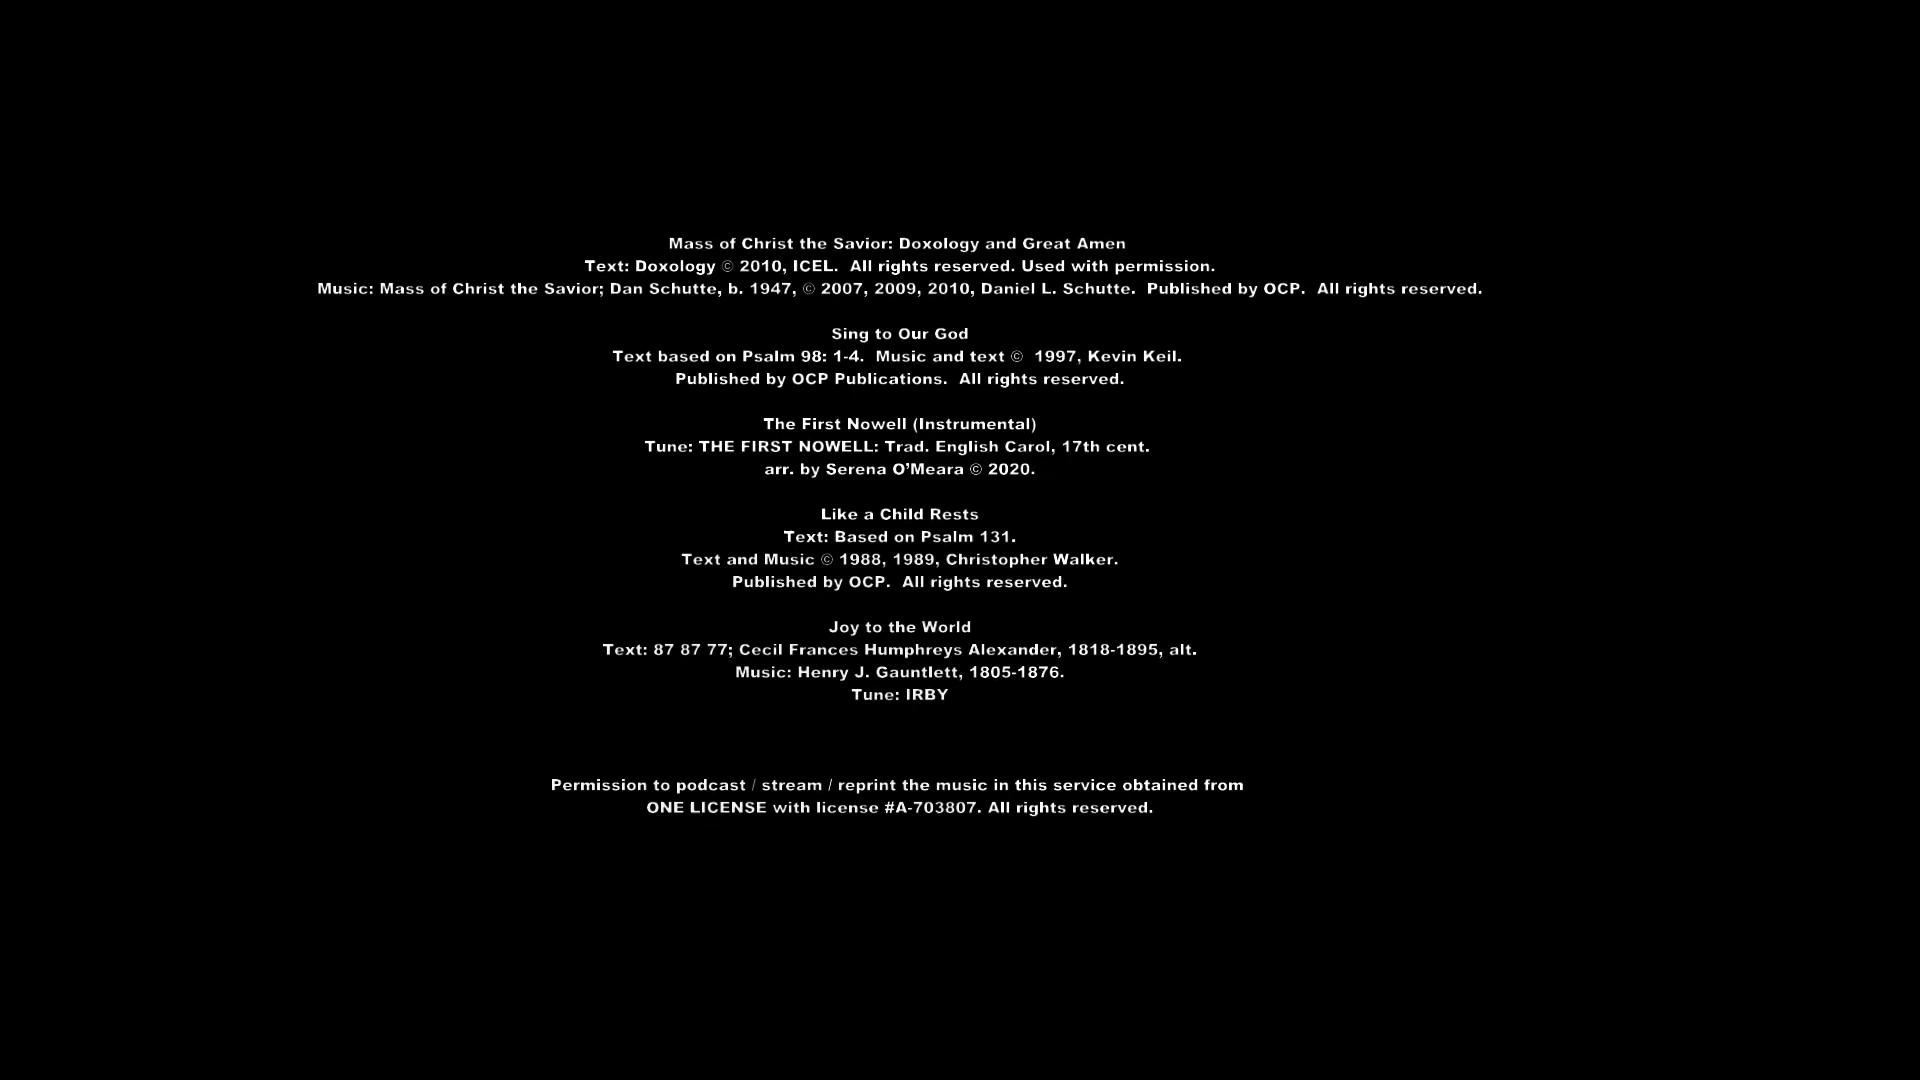 Mass of Christ the Savior: Doxology and Great Amen
Text: Doxology © 2010, ICEL.  All rights reserved. Used with permission.
Music: Mass of Christ the Savior; Dan Schutte, b. 1947, © 2007, 2009, 2010, Daniel L. Schutte.  Published by OCP.  All rights reserved.
Sing to Our God
Text based on Psalm 98: 1-4.  Music and text ©  1997, Kevin Keil.
Published by OCP Publications.  All rights reserved.
The First Nowell (Instrumental)
Tune: THE FIRST NOWELL: Trad. English Carol, 17th cent.
arr. by Serena O’Meara © 2020.
Like a Child Rests
Text: Based on Psalm 131.
Text and Music © 1988, 1989, Christopher Walker.
Published by OCP.  All rights reserved.
Joy to the World
Text: 87 87 77; Cecil Frances Humphreys Alexander, 1818-1895, alt.
Music: Henry J. Gauntlett, 1805-1876.
Tune: IRBY
Permission to podcast / stream / reprint the music in this service obtained from
ONE LICENSE with license #A-703807. All rights reserved.